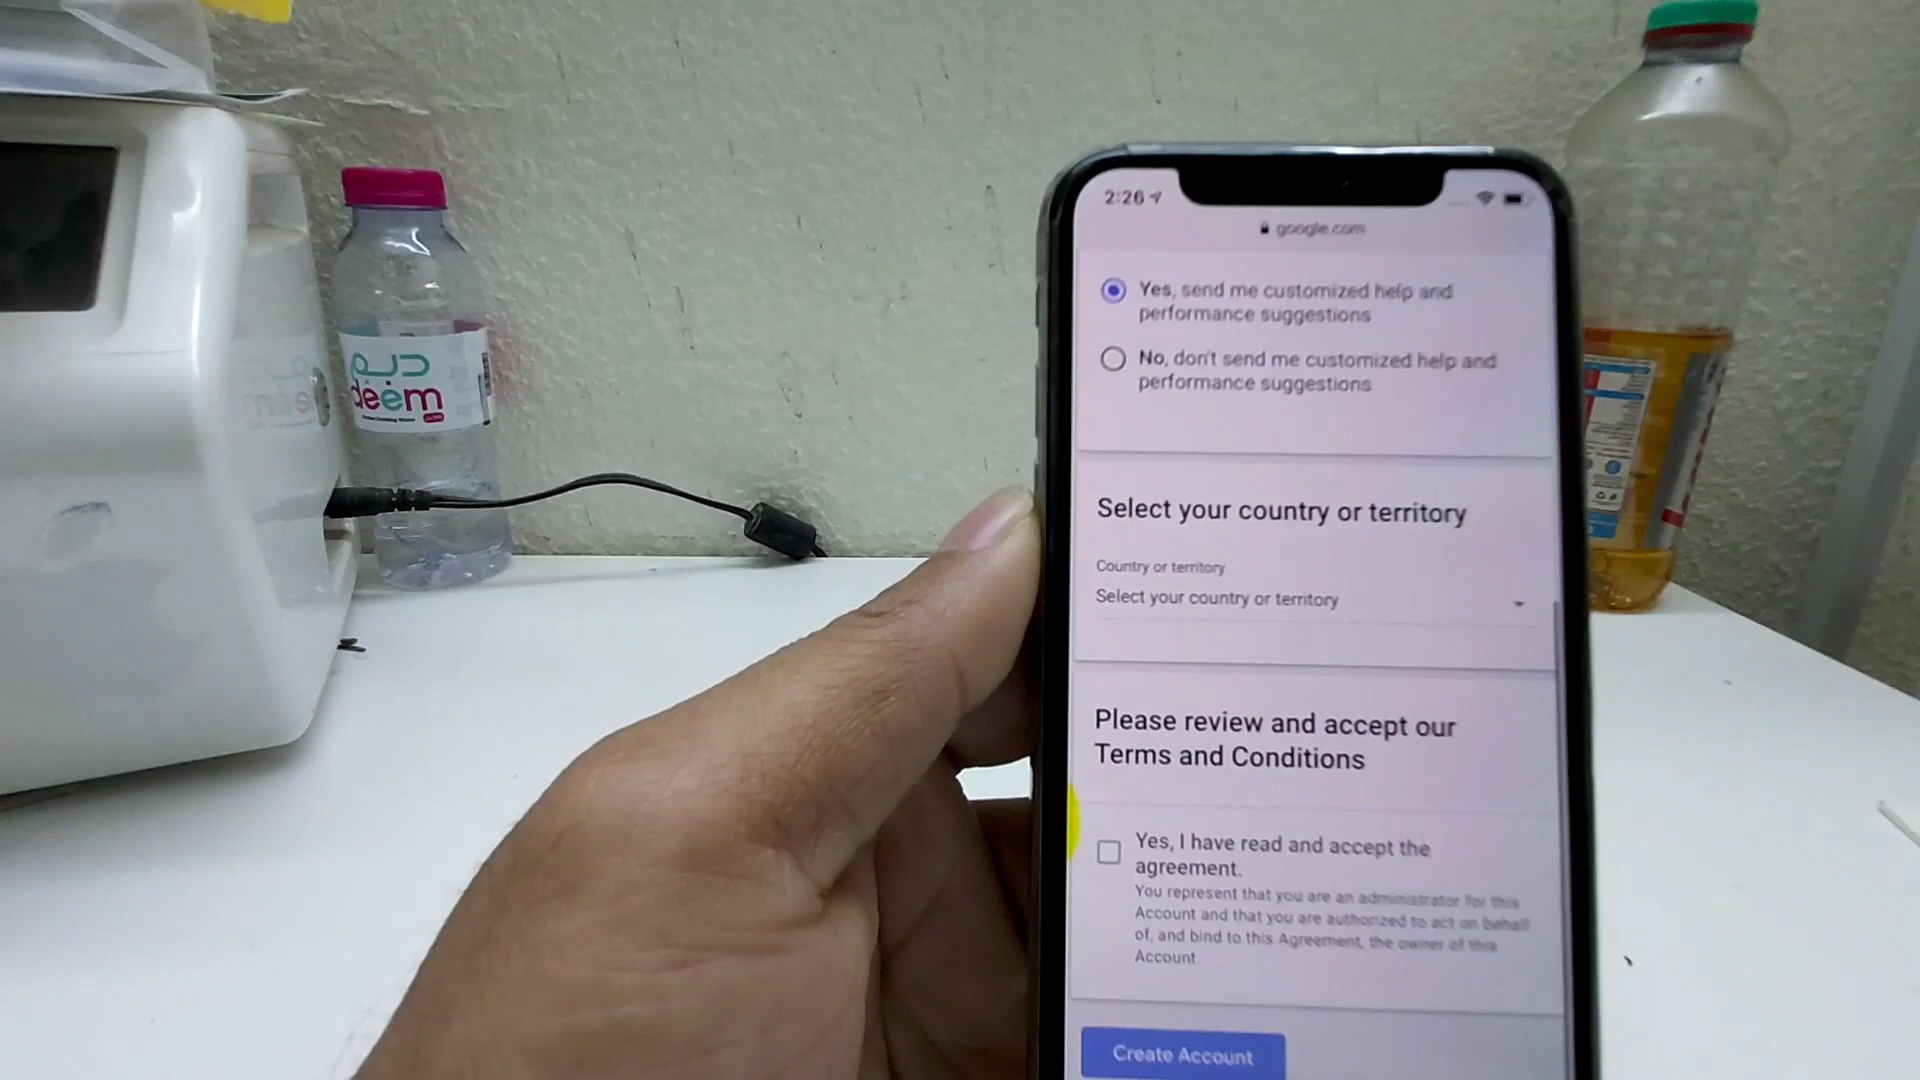 ديم
deem
2:26
google.com
Yes, send me customized help and
performance suggestions
No, don't send me customized help and
performance suggestions
Select your country or territory
Country or territory
Select your country or territory
Please review and accept our
Terms and Conditions
Yes, I have read and accept the
agreement.
You represent that you are an administrator for this
Account and that you are authorized to act on behalf
of, and bind to this Agreement, the owner of this
Account
Create Account